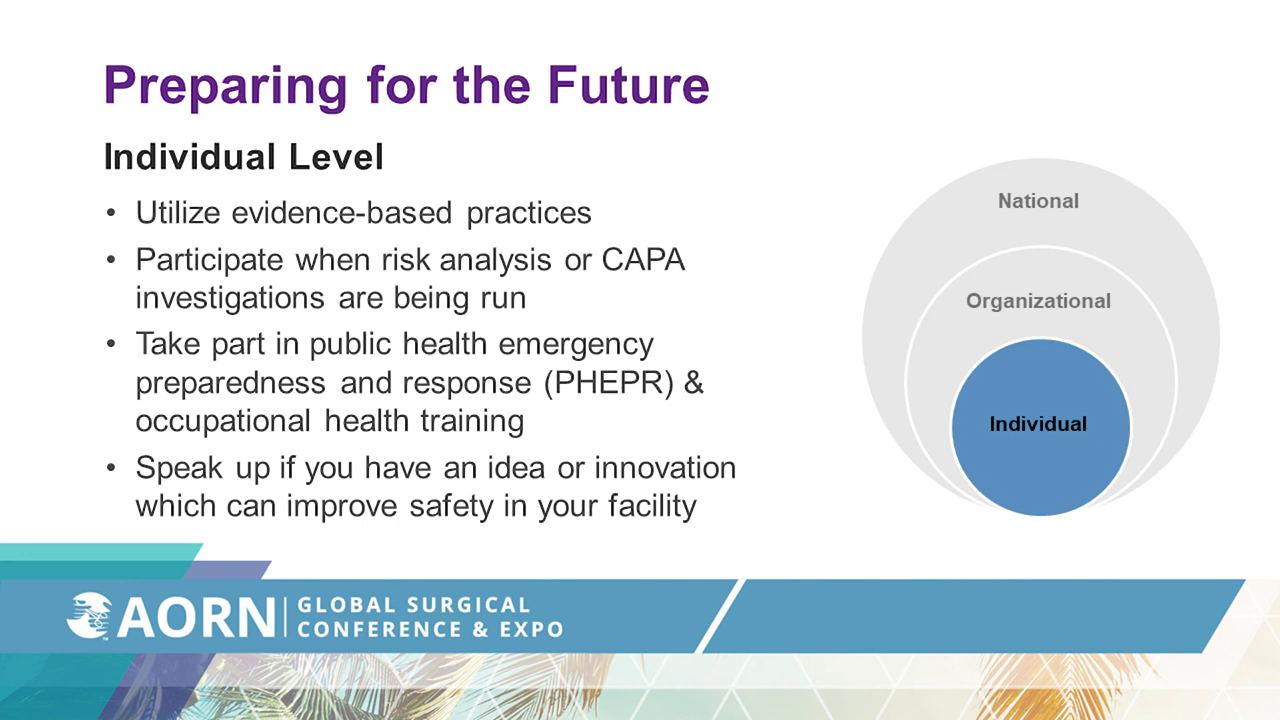 Preparing for the Future
Individual Level
• Utilize evidence-based practices
• Participate when risk analysis or CAPA
investigations are being run
• Take part in public health emergency
preparedness and response (PHEPR) &
occupational health training
• Speak up if you have an idea or innovation
which can improve safety in your facility
National
Organizational
Individual
AORN GLOBAL SURGICAL
CONFERENCE & EXPO